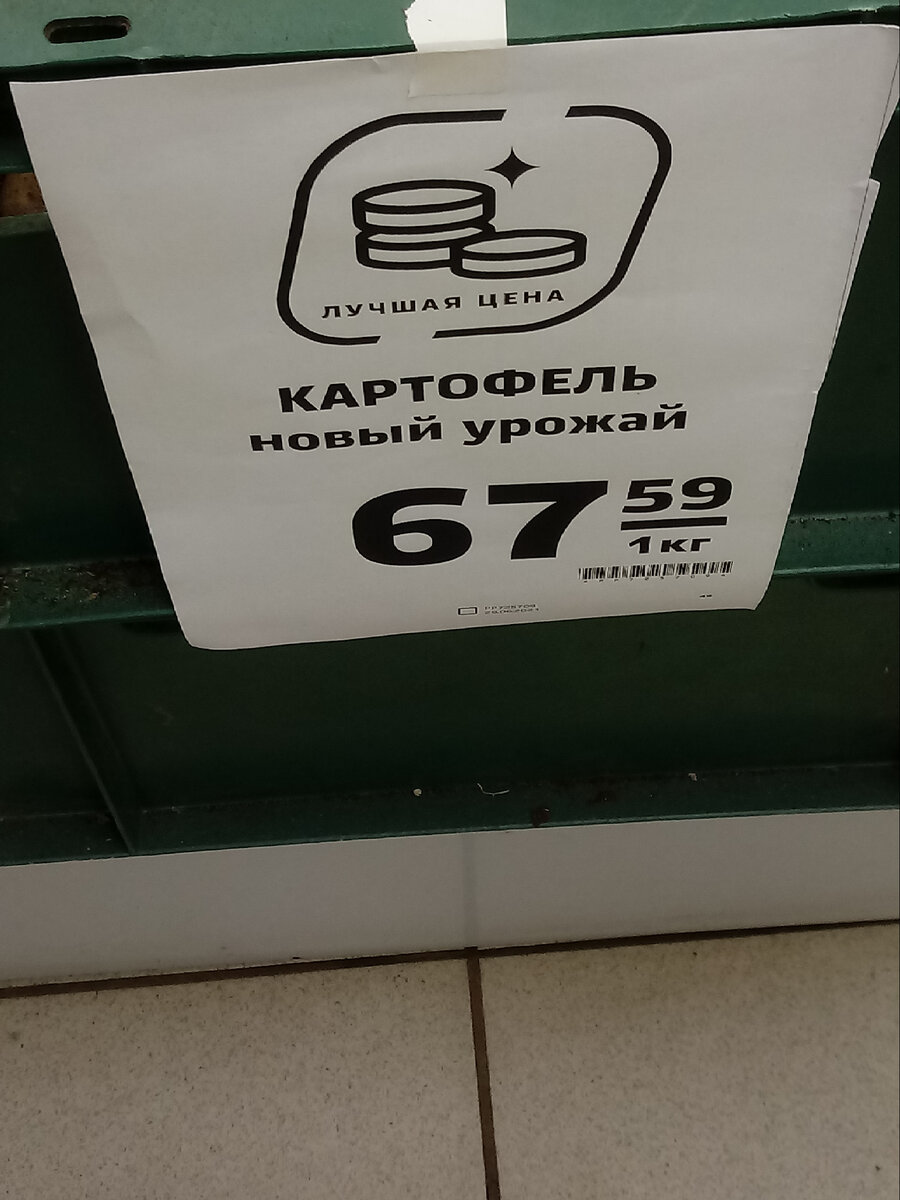 ЛУЧШАЯ ЦЕНА
КАРТОФЕЛЬ
новый урожай
67 59
1 кг